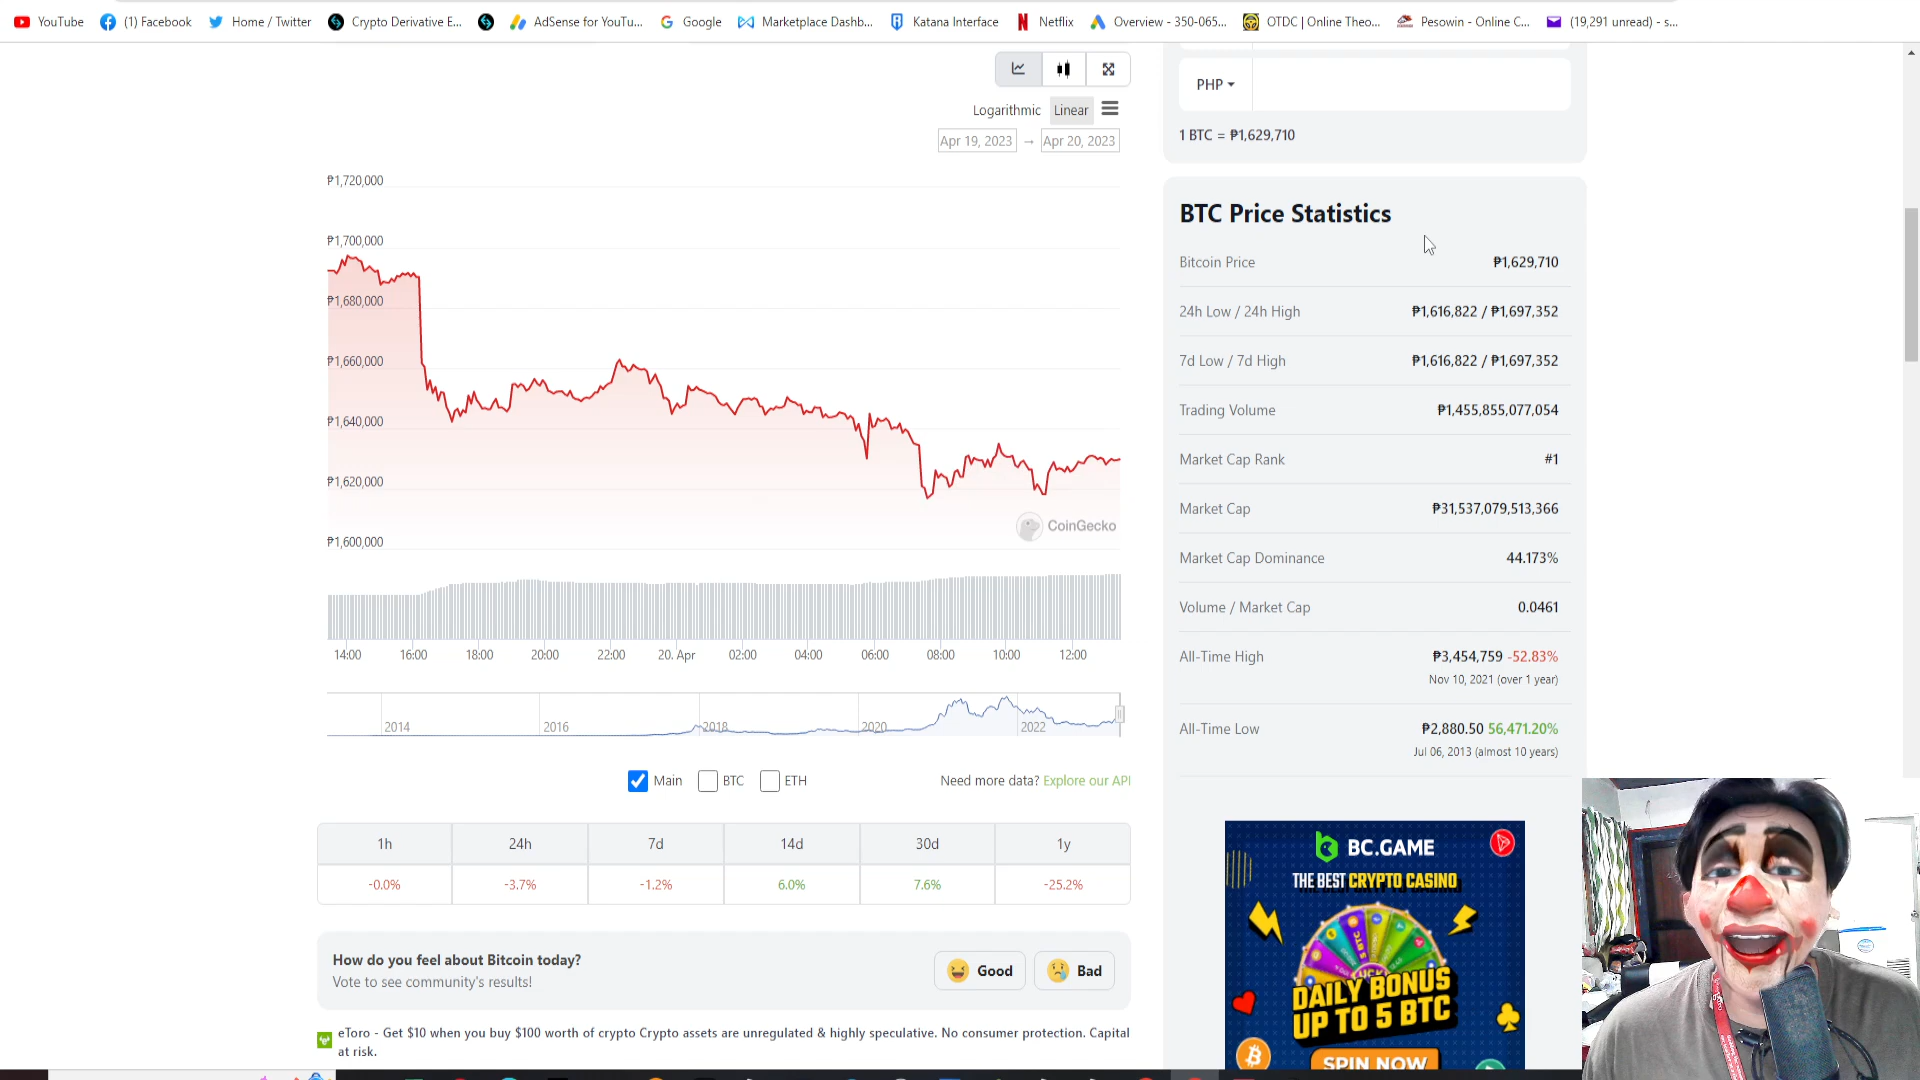 YouTube
(1) Facebook
Home / Twitter
Crypto Derivative E...
AdSense for YouTu...
Google
Marketplace Dashb...
Katana Interface
Netflix
Overview - 350-065...
OTDC | Online Theo...
Pesowin - Online C...
(19,291 unread) - s...
Logarithmic Linear
Apr 19, 2023 → Apr 20, 2023
₱1,720,000
₱1,700,000
₱1,680,000
₱1,660,000
₱1,640,000
₱1,620,000
₱1,600,000
CoinGecko
14:00 16:00 18:00 20:00 22:00 20. Apr 02:00 04:00 06:00 08:00 10:00 12:00
2014 2016 2018 2020 2022
Main BTC ETH
Need more data? Explore our API
1h 24h 7d 14d 30d 1y
-0.0% -3.7% -1.2% 6.0% 7.6% -25.2%
How do you feel about Bitcoin today?
Vote to see community's results!
Good
Bad
eToro - Get $10 when you buy $100 worth of crypto Crypto assets are unregulated & highly speculative. No consumer protection. Capital
at risk.
PHP
1 BTC = ₱1,629,710
BTC Price Statistics
Bitcoin Price ₱1,629,710
24h Low / 24h High ₱1,616,822 / ₱1,697,352
7d Low / 7d High ₱1,616,822 / ₱1,697,352
Trading Volume ₱1,455,855,077,054
Market Cap Rank #1
Market Cap ₱31,537,079,513,366
Market Cap Dominance 44.173%
Volume / Market Cap 0.0461
All-Time High ₱3,454,759 -52.83%
Nov 10, 2021 (over 1 year)
All-Time Low ₱2,880.50 56,471.20%
Jul 06, 2013 (almost 10 years)
BC.GAME
THE BEST CRYPTO CASINO
DAILY BONUS
UP TO 5 BTC
SPIN NOW